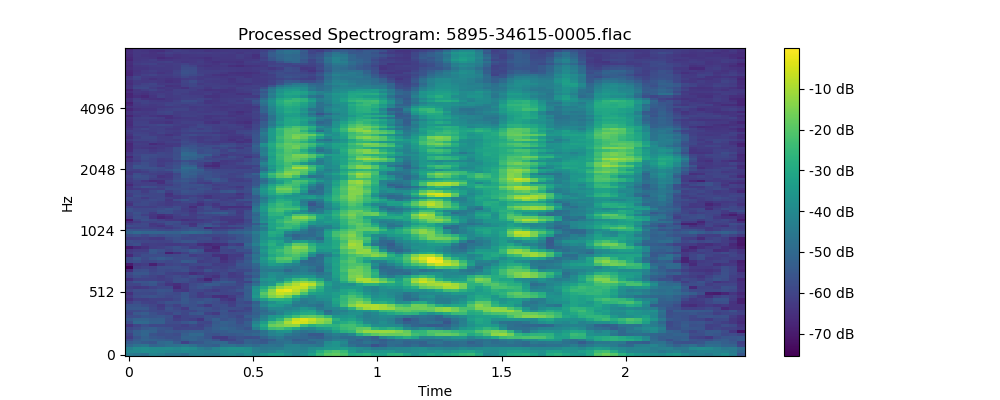 Processed Spectrogram: 5895-34615-0005.flac
Hz
4096
2048
1024
512
0
0
0.5
1
1.5
2
Time
-10 dB
-20 dB
-30 dB
-40 dB
-50 dB
-60 dB
-70 dB